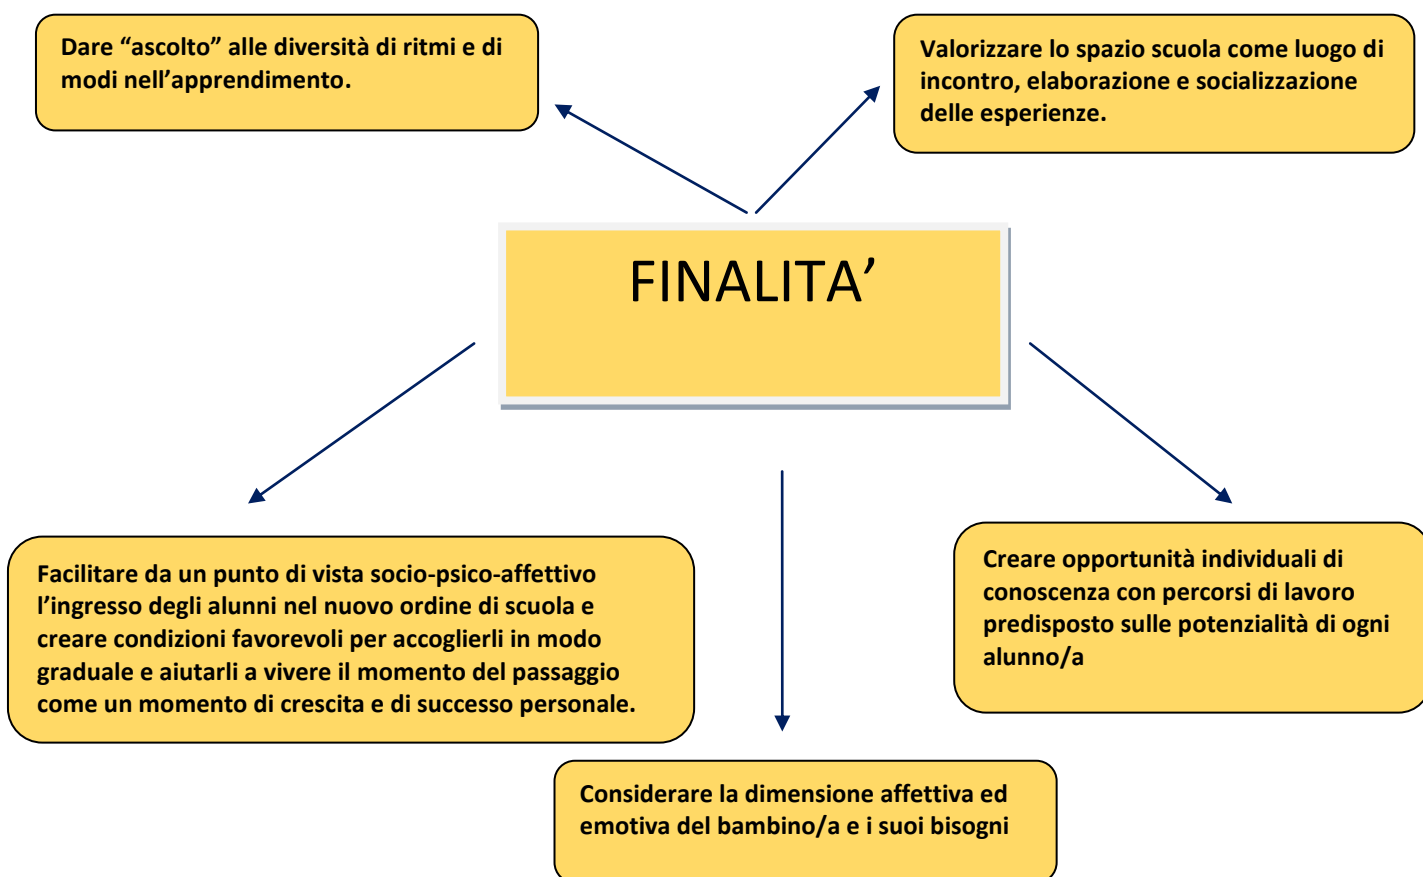 Dare “ascolto” alle diversità di ritmi e di
modi nell’apprendimento.
Valorizzare lo spazio scuola come luogo di
incontro, elaborazione e socializzazione
delle esperienze.
FINALITA’
Facilitare da un punto di vista socio-psico-affettivo
l’ingresso degli alunni nel nuovo ordine di scuola e
creare condizioni favorevoli per accoglierli in modo
graduale e aiutarli a vivere il momento del passaggio
come un momento di crescita e di successo personale.
Creare opportunità individuali di
conoscenza con percorsi di lavoro
predisposto sulle potenzialità di ogni
alunno/a
Considerare la dimensione affettiva ed
emotiva del bambino/a e i suoi bisogni